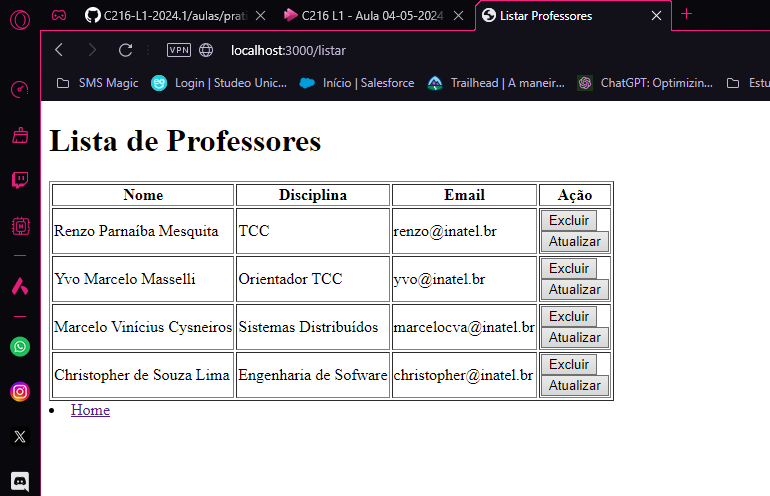 C216-L1-2024.1/aulas/prati
C216 L1 - Aula 04-05-2024
Listar Professores
VPN
localhost:3000/listar
SMS Magic
Login | Studeo Unic...
Início | Salesforce
Trailhead | A maneir...
ChatGPT: Optimizin...
Estu
Lista de Professores
Nome Disciplina Email Ação
Renzo Parnaíba Mesquita TCC renzo@inatel.br Excluir
Atualizar
Yvo Marcelo Masselli Orientador TCC yvo@inatel.br Excluir
Atualizar
Marcelo Vinícius Cysneiros Sistemas Distribuídos marcelocva@inatel.br Excluir
Atualizar
Christopher de Souza Lima Engenharia de Sofware christopher@inatel.br Excluir
Atualizar
Home